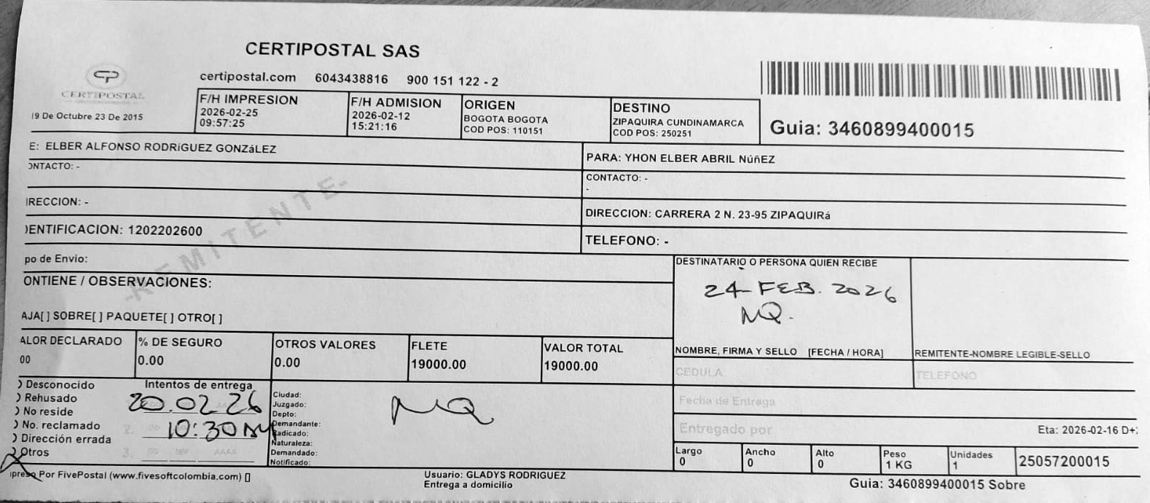 CERTIPOSTAL SAS
certipostal.com 6043438816 900 151 122 - 2
CERTIPOSTAL
19 De Octubre 23 De 2015
F/H IMPRESION
2026-02-25
09:57:25
F/H ADMISION
2026-02-12
15:21:16
ORIGEN
BOGOTA BOGOTA
COD POS: 110151
DESTINO
ZIPAQUIRA CUNDINAMARCA
COD POS: 250251
Guia: 3460899400015
E: ELBER ALFONSO RODRíGUEZ GONZáLEZ
ONTACTO: -
IRECCION: -
ENTIFICACION: 1202202600
-REMITENTE-
PARA: YHON ELBER ABRIL NúñEZ
CONTACTO: -
-
DIRECCION: CARRERA 2 N. 23-95 ZIPAQUIRá
TELEFONO: -
po de Envío:
ONTIENE / OBSERVACIONES:
AJA[ ] SOBRE[ ] PAQUETE[ ] OTRO[ ]
DESTINATARIO O PERSONA QUIEN RECIBE
24 FEB. 2026
NQ.
NOMBRE, FIRMA Y SELLO [FECHA / HORA]
REMITENTE-NOMBRE LEGIBLE-SELLO
ALOR DECLARADO
00
% DE SEGURO
0.00
OTROS VALORES
0.00
FLETE
19000.00
VALOR TOTAL
19000.00
CEDULA:
TELEFONO
Fecha de Entrega
Entregado por
Eta: 2026-02-16 D+:
) Desconocido
) Rehusado
) No reside
) No. reclamado
) Dirección errada
) Otros
Intentos de entrega
20.02.26
2.
10:30 AM
3.
Ciudad:
Juzgado:
Depto:
Demandante:
Radicado:
Naturaleza:
Demandado:
Notificado:
NQ
Largo
0
Ancho
0
Alto
0
Peso
1 KG
Unidades
1
25057200015
preso Por FivePostal (www.fivesoftcolombia.com) []
Usuario: GLADYS RODRIGUEZ
Entrega a domicilio
Guia: 3460899400015 Sobre